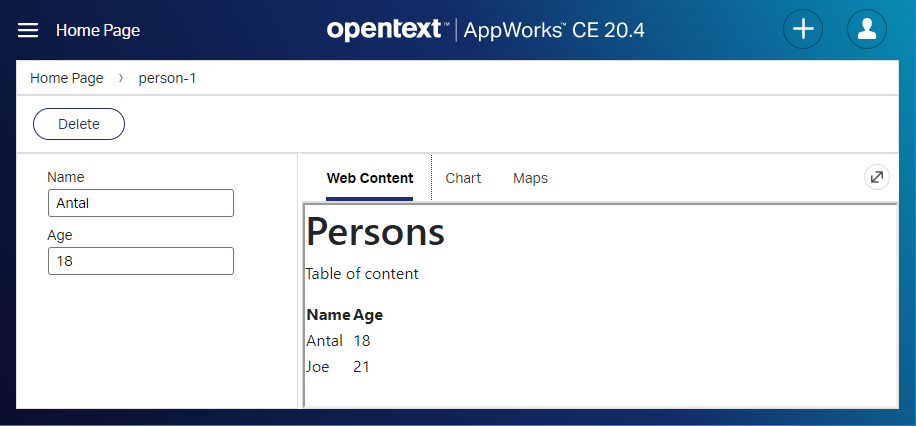 Home Page
opentext™ | AppWorks™ CE 20.4
Home Page › person-1
Delete
Name
Antal
Age
18
Web Content Chart Maps
Persons
Table of content
Name Age
Antal 18
Joe 21